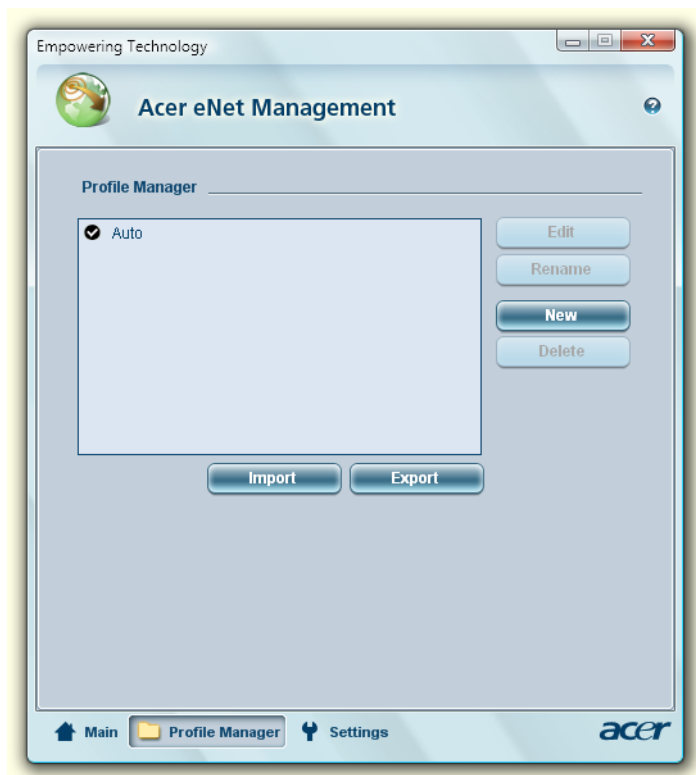 Empowering Technology
Acer eNet Management
Profile Manager
Auto
Edit
Rename
New
Delete
Import Export
Main Profile Manager Settings acer